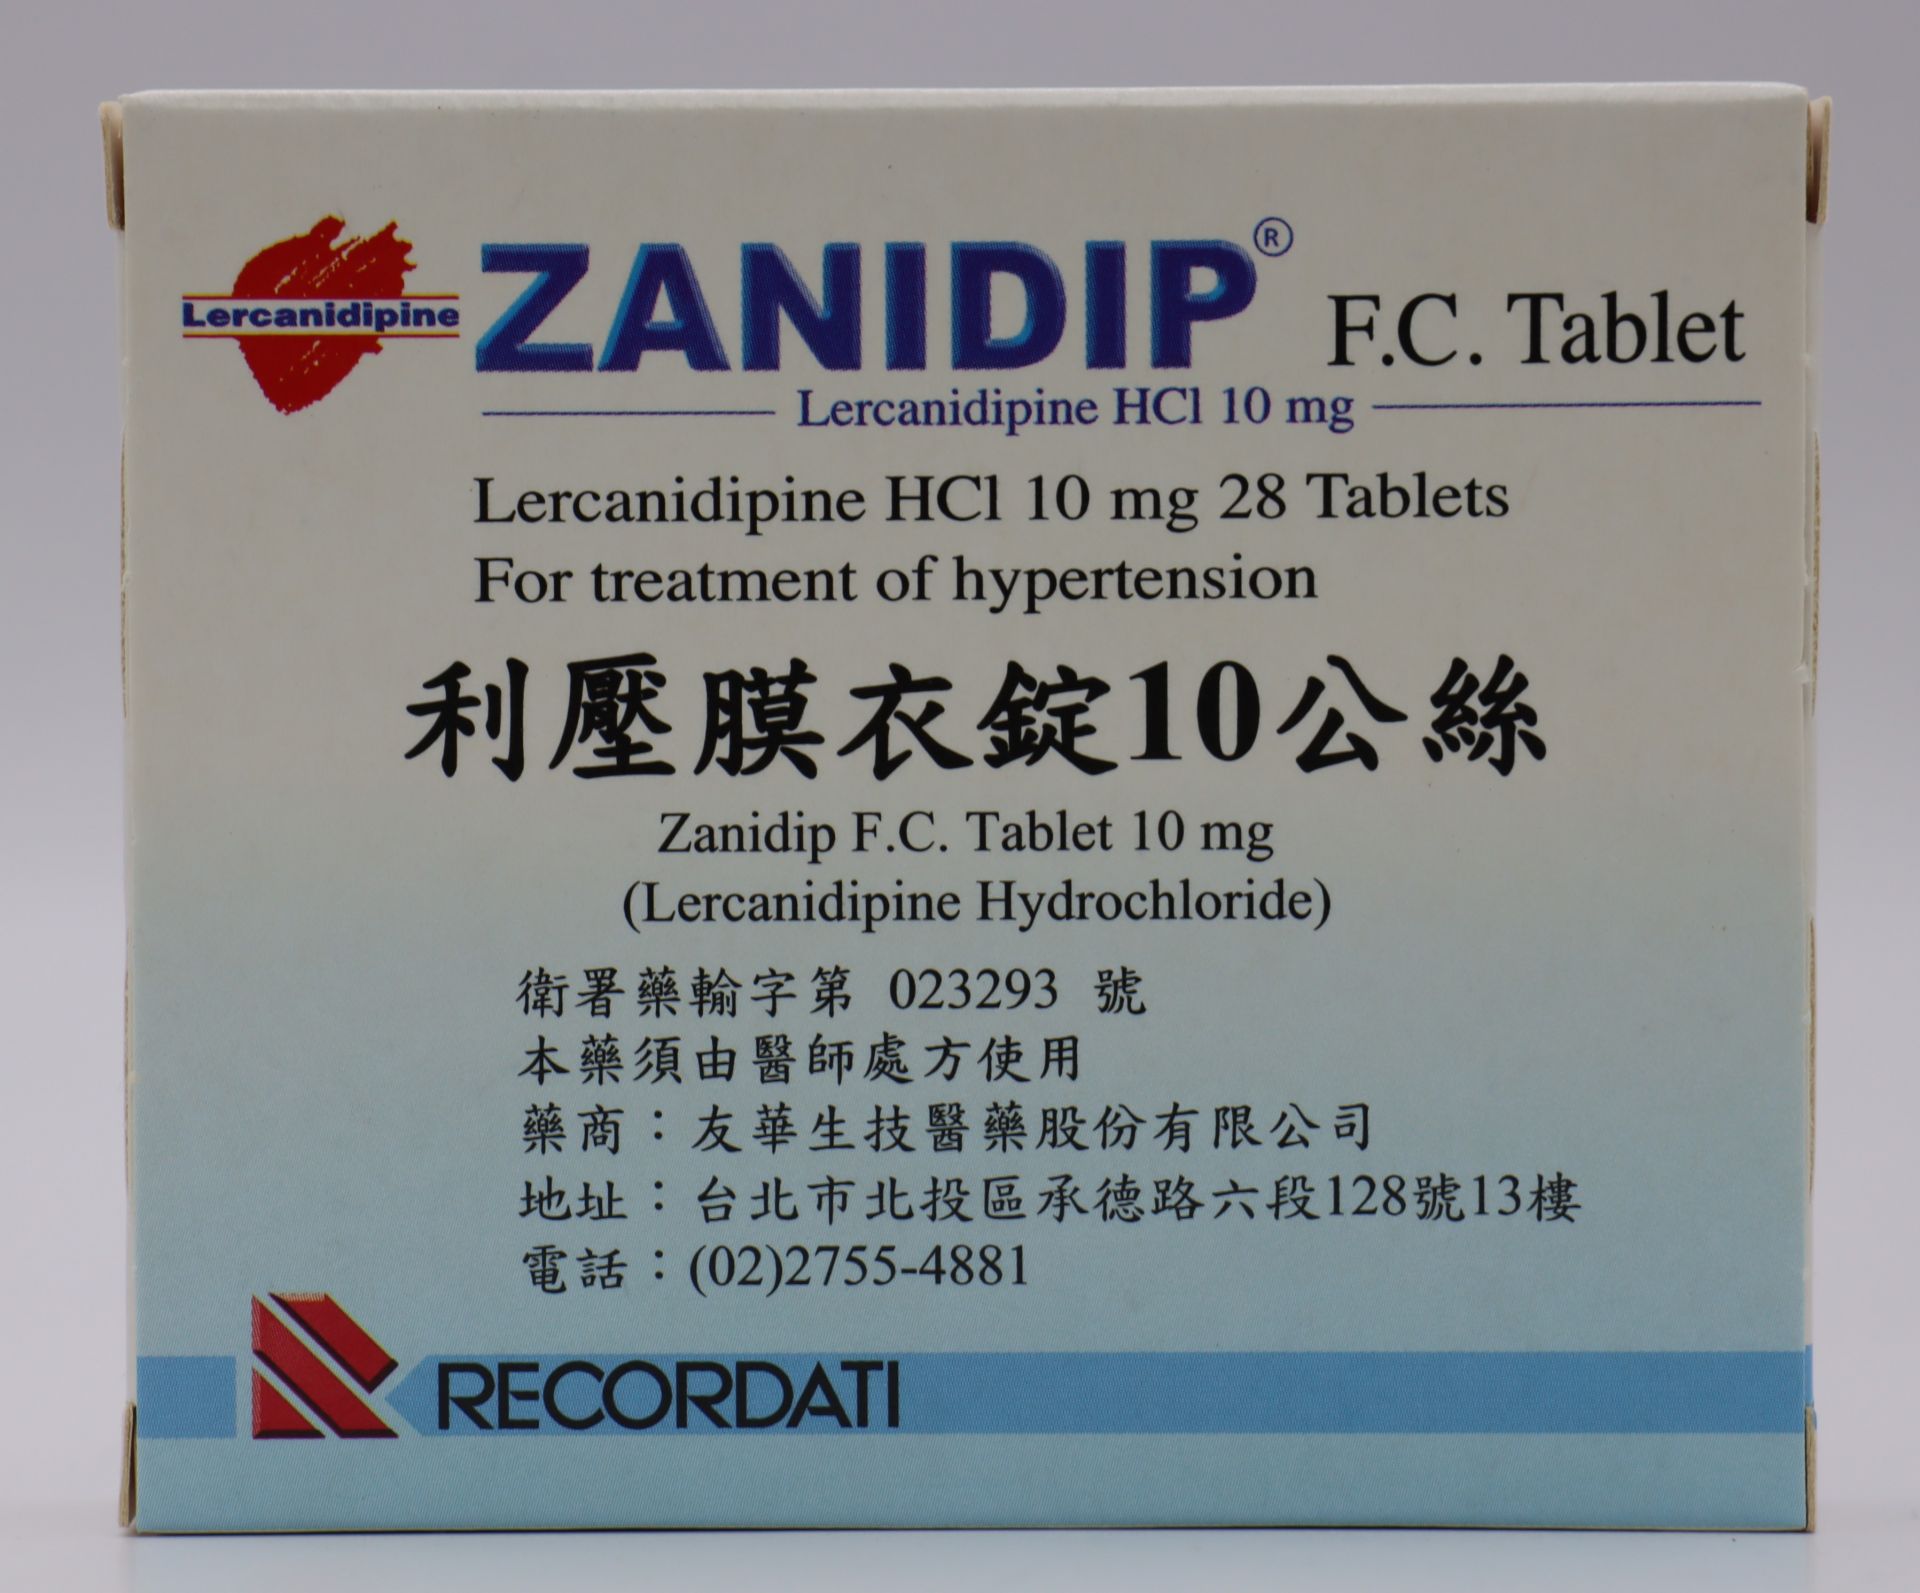 Lercanidipine
ZANIDIP® F.C. Tablet
Lercanidipine HCl 10 mg
Lercanidipine HCl 10 mg 28 Tablets
For treatment of hypertension
利壓膜衣錠10公絲
Zanidip F.C. Tablet 10 mg
(Lercanidipine Hydrochloride)
衛署藥輸字第 023293 號
本藥須由醫師處方使用
藥商：友華生技醫藥股份有限公司
地址：台北市北投區承德路六段128號13樓
電話：(02)2755-4881
RECORDATI